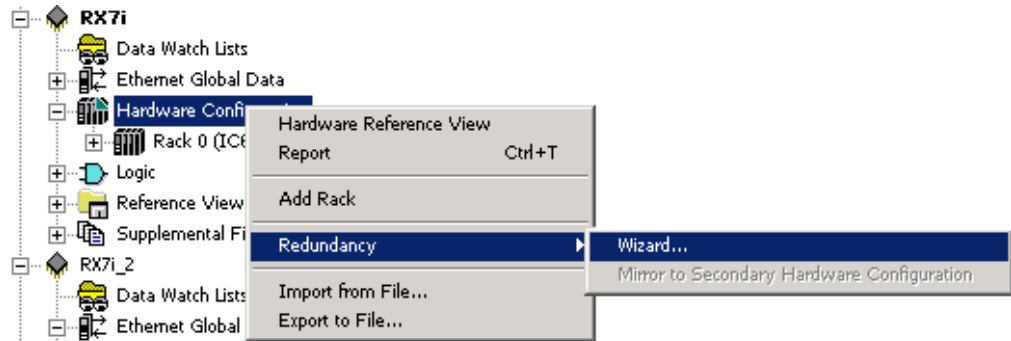 RX7i
Data Watch Lists
Ethernet Global Data
Hardware Confi
Rack 0 (IC6
Logic
Reference View
Supplemental Fi
RX7i_2
Data Watch Lists
Ethernet Global
Hardware Reference View
Report Ctrl+T
Add Rack
Redundancy
Import from File...
Export to File...
Wizard...
Mirror to Secondary Hardware Configuration